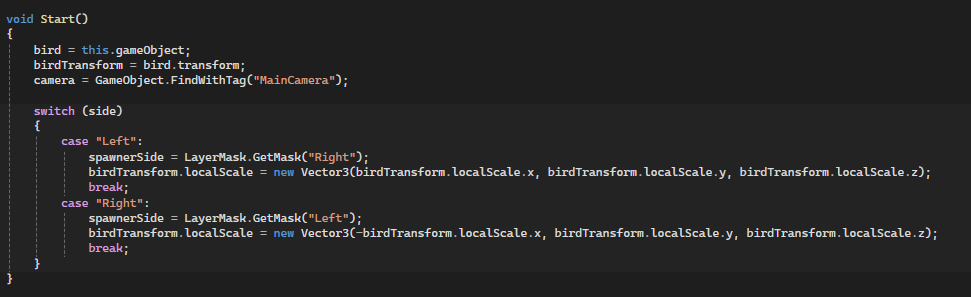 void Start()
{
    bird = this.gameObject;
    birdTransform = bird.transform;
    camera = GameObject.FindWithTag("MainCamera");

    switch (side)
    {
        case "Left":
            spawnerSide = LayerMask.GetMask("Right");
            birdTransform.localScale = new Vector3(birdTransform.localScale.x, birdTransform.localScale.y, birdTransform.localScale.z);
            break;
        case "Right":
            spawnerSide = LayerMask.GetMask("Left");
            birdTransform.localScale = new Vector3(-birdTransform.localScale.x, birdTransform.localScale.y, birdTransform.localScale.z);
            break;
    }
}